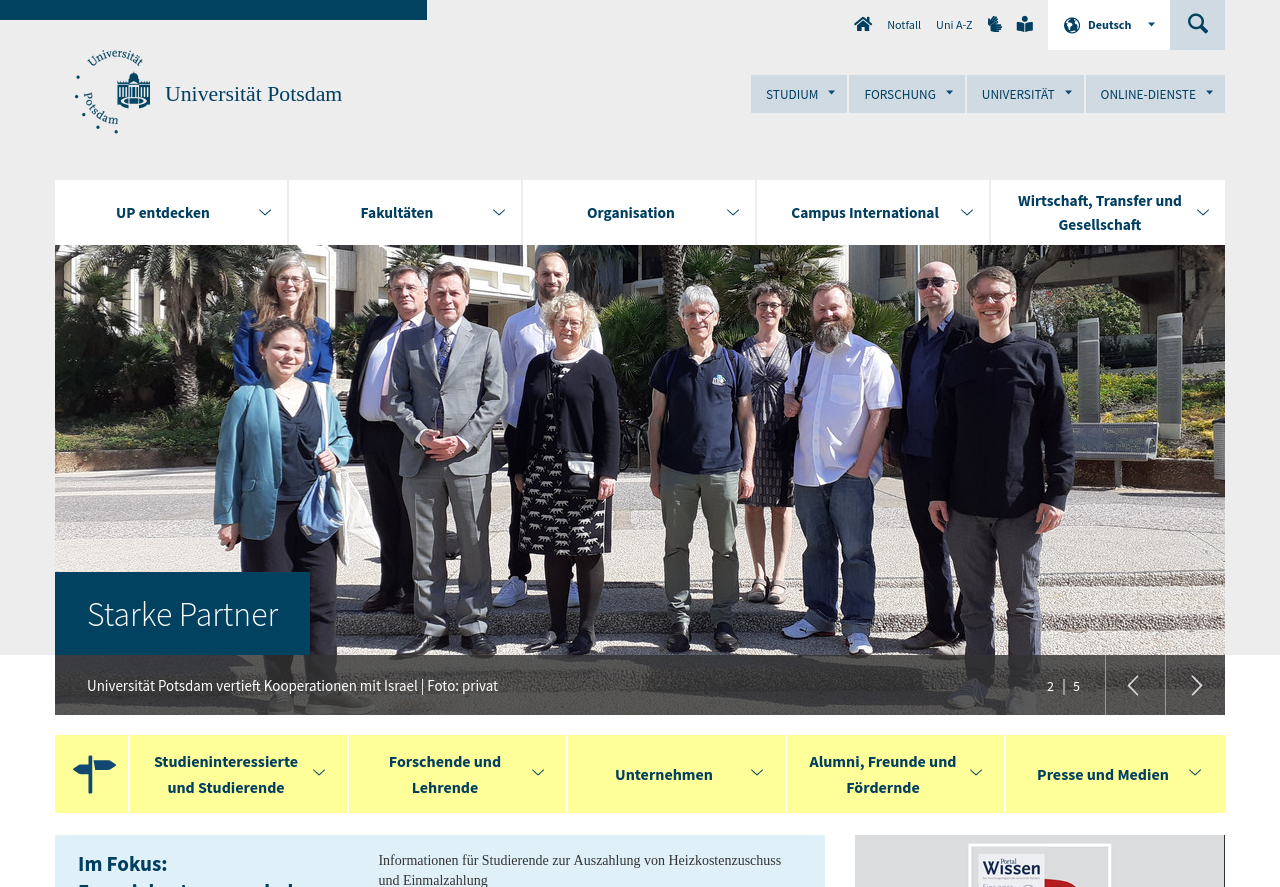 Notfall
Uni A-Z
Deutsch
Universität
Potsdam
Universität Potsdam
STUDIUM
FORSCHUNG
UNIVERSITÄT
ONLINE-DIENSTE
UP entdecken
Fakultäten
Organisation
Campus International
Wirtschaft, Transfer und
Gesellschaft
Starke Partner
Universität Potsdam vertieft Kooperationen mit Israel | Foto: privat
2 | 5
Studieninteressierte
und Studierende
Forschende und
Lehrende
Unternehmen
Alumni, Freunde und
Fördernde
Presse und Medien
Im Fokus:
Informationen für Studierende zur Auszahlung von Heizkostenzuschuss
und Einmalzahlung
Portal
Wissen